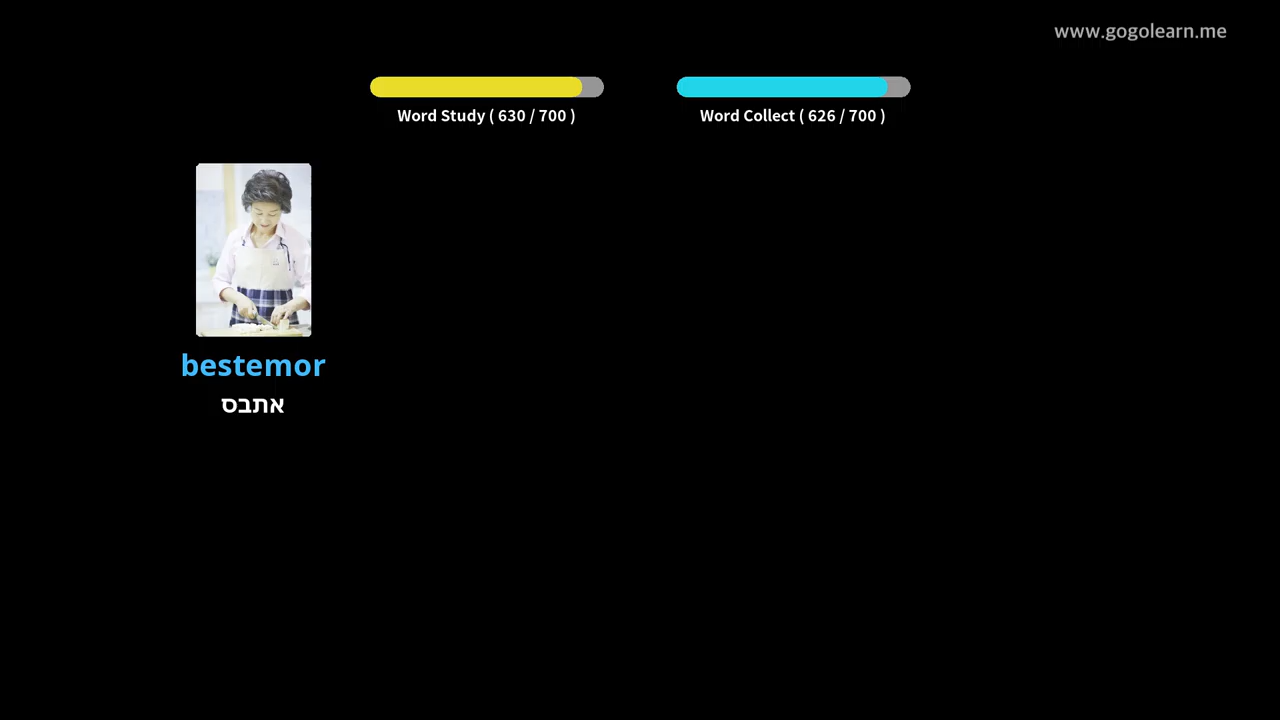 www.gogolearn.me
Word Study ( 630 / 700 )
Word Collect ( 626 / 700 )
bestemor
אתבס